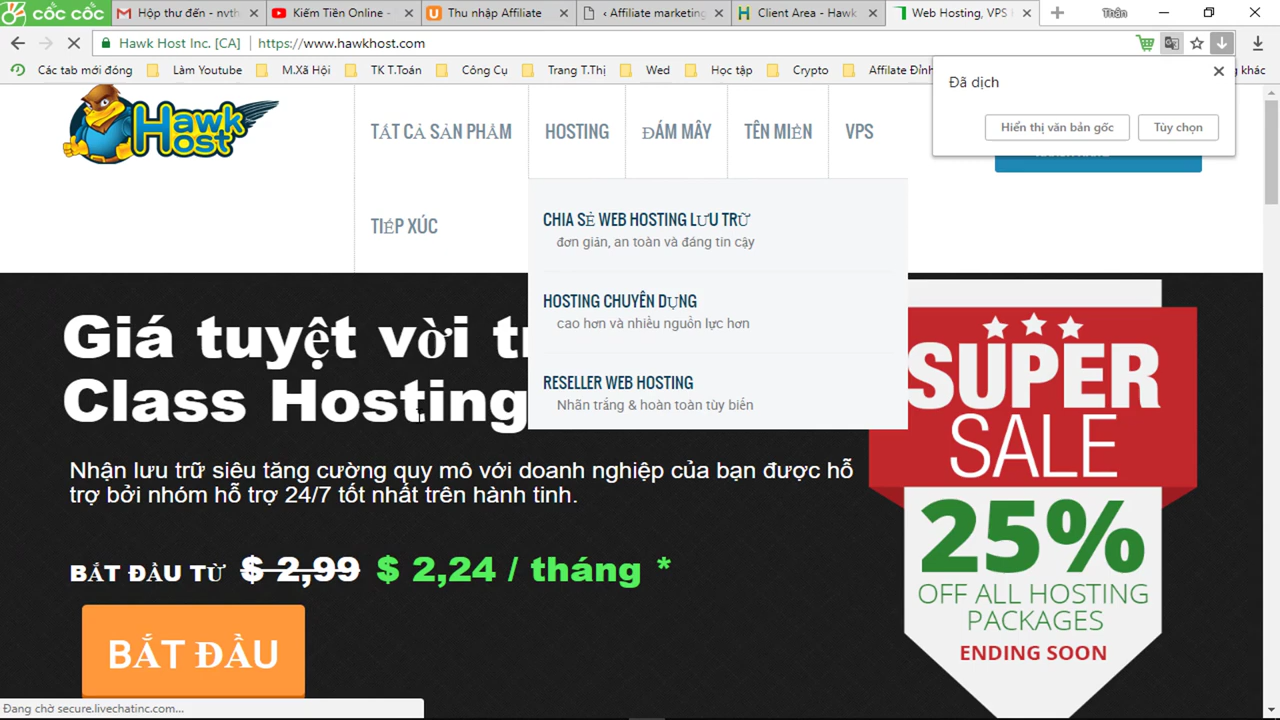 cốc cốc
Hộp thư đến - nvth
Kiếm Tiền Online -
Thu nhập Affiliate
‹ Affiliate marketing
Client Area - Hawk
Web Hosting, VPS
Thân
Hawk Host Inc. [CA]
https://www.hawkhost.com
Các tab mới đóng
Làm Youtube
M.Xã Hội
TK T.Toán
Công Cụ
Trang T.Thị
Wed
Học tập
Crypto
Affilate Đỉnh
khác
Đã dịch
Hiển thị văn bản gốc
Tùy chọn
Hawk
Host
TẤT CẢ SẢN PHẨM
HOSTING
ĐÁM MÂY
TÊN MIỀN
VPS
TIẾP XÚC
CHIA SẺ WEB HOSTING LƯU TRỮ
đơn giản, an toàn và đáng tin cậy
HOSTING CHUYÊN DỤNG
cao hơn và nhiều nguồn lực hơn
RESELLER WEB HOSTING
Nhãn trắng & hoàn toàn tùy biến
Giá tuyệt vời tr
Class Hosting
Nhận lưu trữ siêu tăng cường quy mô với doanh nghiệp của bạn được hỗ
trợ bởi nhóm hỗ trợ 24/7 tốt nhất trên hành tinh.
BẮT ĐẦU TỪ $ 2,99 $ 2,24 / tháng *
BẮT ĐẦU
SUPER
SALE
25%
OFF ALL HOSTING
PACKAGES
ENDING SOON
Đang chờ secure.livechatinc.com...